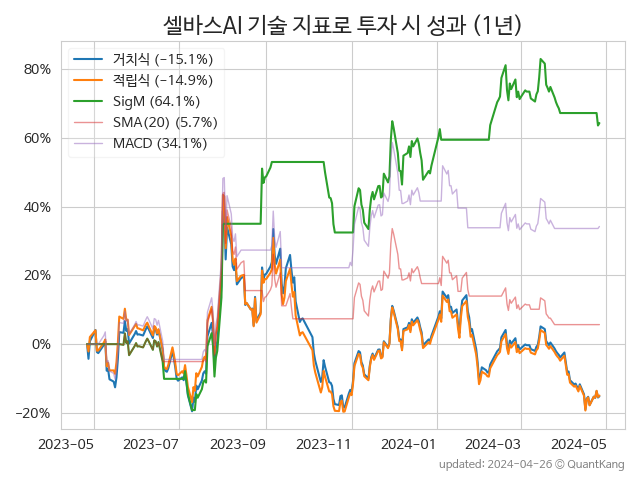 셀바스AI 기술 지표로 투자 시 성과 (1년)
거치식 (−15.1%)
적립식 (−14.9%)
SigM (64.1%)
SMA(20) (5.7%)
MACD (34.1%)
80%
60%
40%
20%
0%
−20%
2023-05 2023-07 2023-09 2023-11 2024-01 2024-03 2024-05
updated: 2024-04-26 © QuantKang